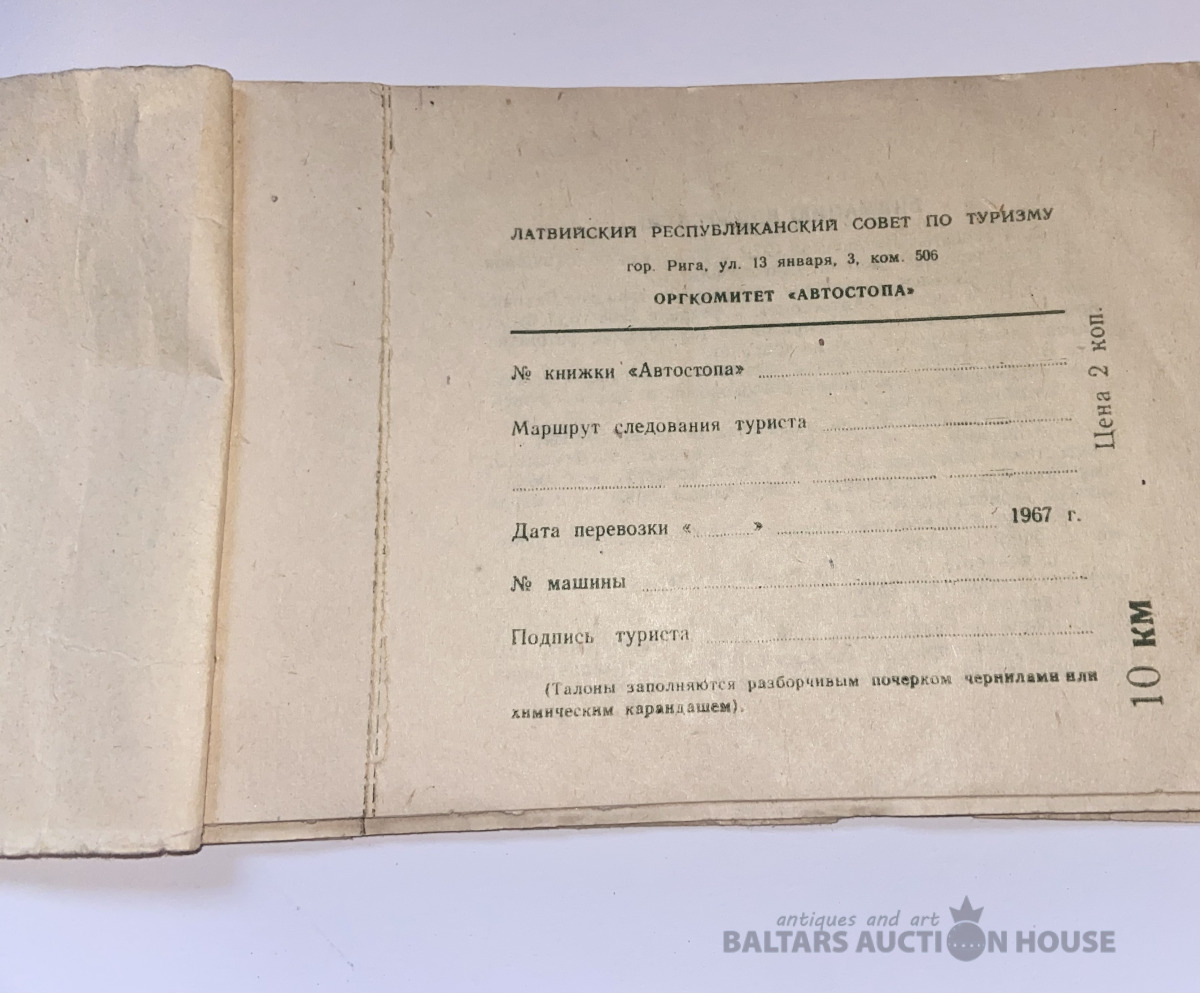 ЛАТВИЙСКИЙ РЕСПУБЛИКАНСКИЙ СОВЕТ ПО ТУРИЗМУ
гор. Рига, ул. 13 января, 3, ком. 506
ОРГКОМИТЕТ «АВТОСТОПА»
№ книжки «Автостопа»
Маршрут следования туриста
Дата перевозки « » 1967 г.
№ машины
Подпись туриста
(Талоны заполняются разборчивым почерком чернилами или
химическим карандашем).
Цена 2 коп.
10 км
antiques and art
BALTARS AUCTION HOUSE